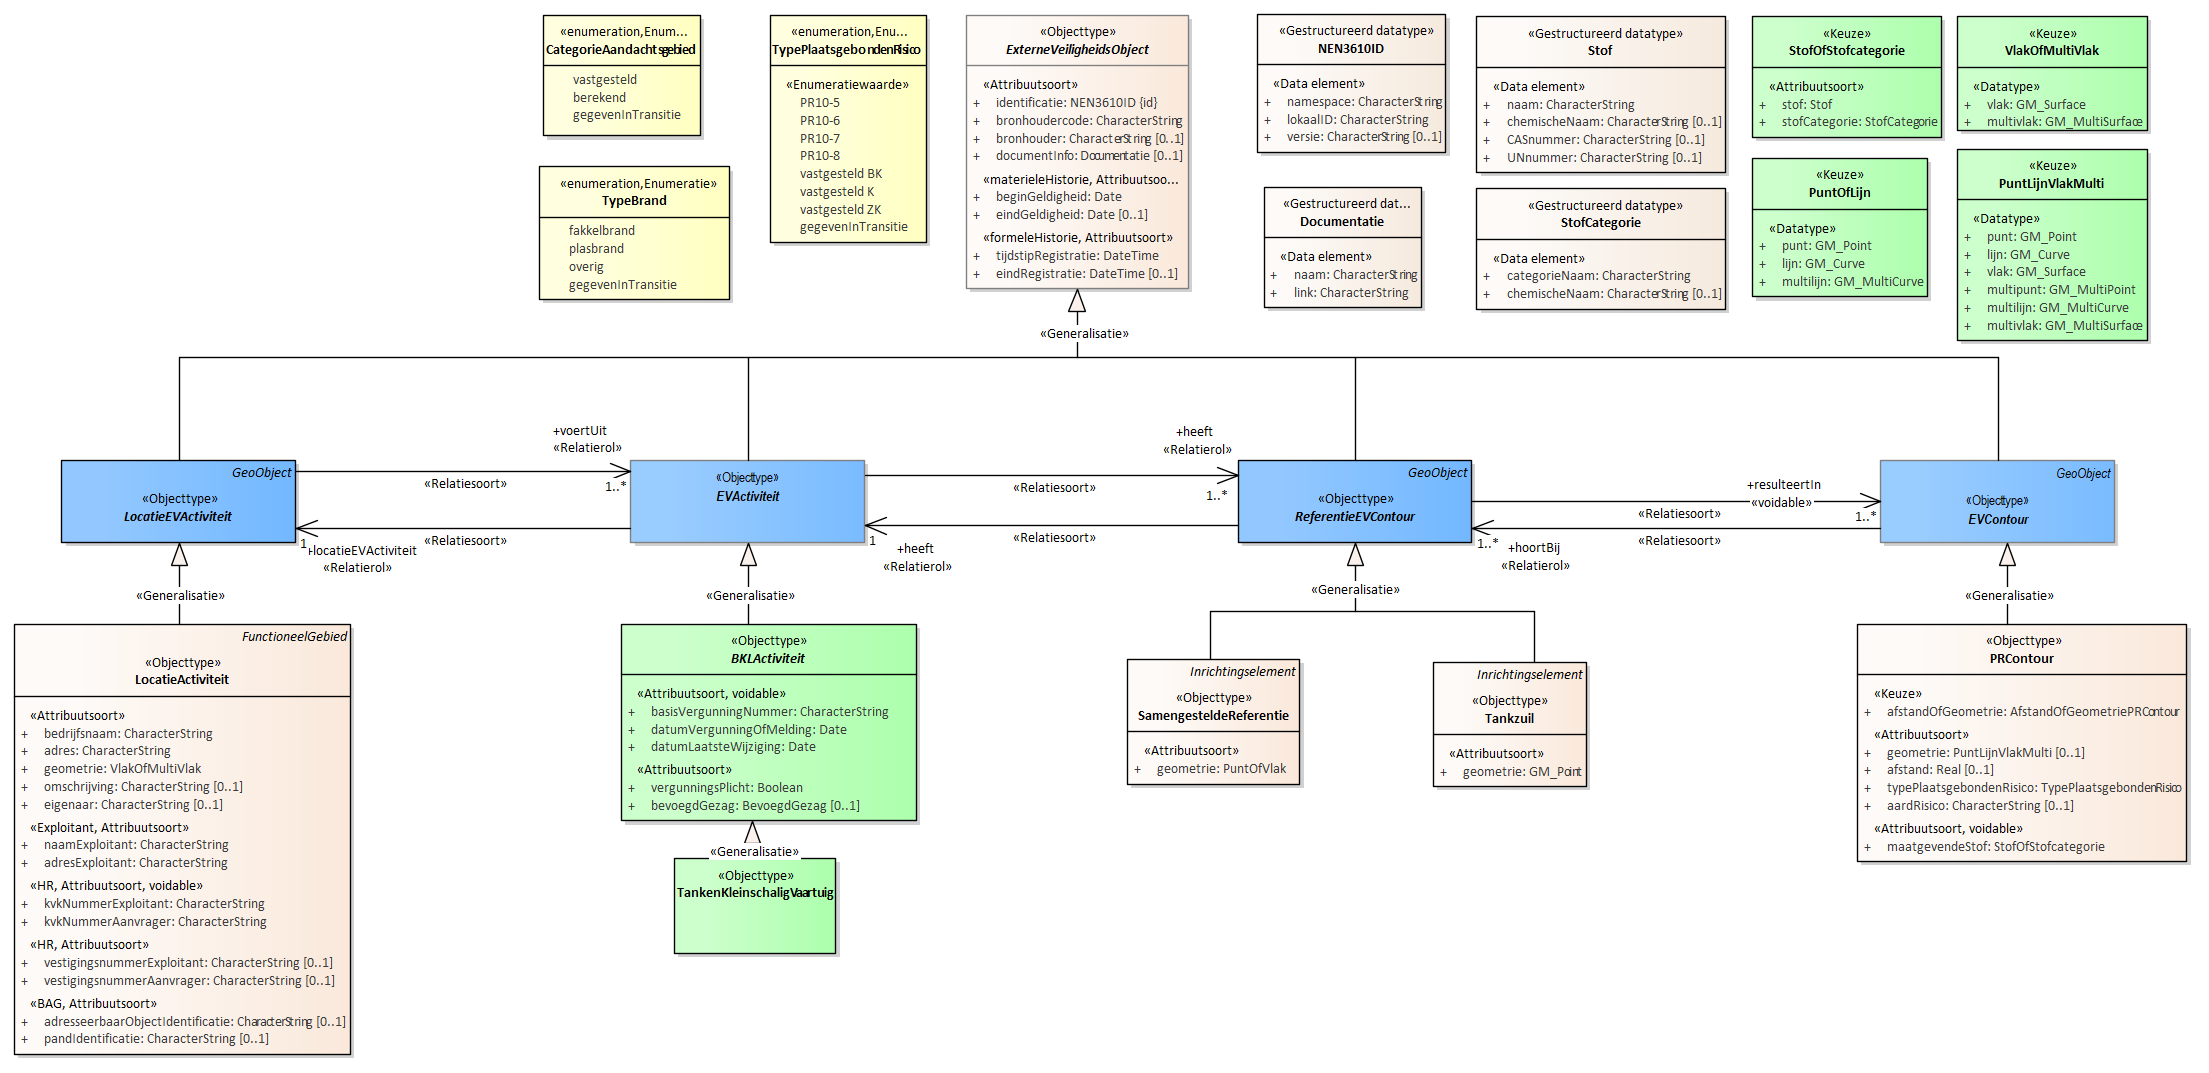 «enumeration,Enum...
CategorieAandachtsgebied
vastgesteld
berekend
gegevenInTransitie
«enumeration,Enumeratie»
TypeBrand
fakkelbrand
plasbrand
overig
gegevenInTransitie
«enumeration,Enu...
TypePlaatsgebondenRisico
«Enumeratiewaarde»
PR10-5
PR10-6
PR10-7
PR10-8
vastgesteld BK
vastgesteld K
vastgesteld ZK
gegevenInTransitie
«Objecttype»
ExterneVeiligheidsObject
«Attribuutsoort»
+ identificatie: NEN3610ID {id}
+ bronhoudercode: CharacterString
+ bronhouder: CharacterString [0..1]
+ documentInfo: Documentatie [0..1]
«materieleHistorie, Attribuutsoo...
+ beginGeldigheid: Date
+ eindGeldigheid: Date [0..1]
«formeleHistorie, Attribuutsoort»
+ tijdstipRegistratie: DateTime
+ eindRegistratie: DateTime [0..1]
«Gestructureerd datatype»
NEN3610ID
«Data element»
+ namespace: CharacterString
+ lokaalID: CharacterString
+ versie: CharacterString [0..1]
«Gestructureerd dat...
Documentatie
«Data element»
+ naam: CharacterString
+ link: CharacterString
«Gestructureerd datatype»
Stof
«Data element»
+ naam: CharacterString
+ chemischeNaam: CharacterString [0..1]
+ CASnummer: CharacterString [0..1]
+ UNnummer: CharacterString [0..1]
«Gestructureerd datatype»
StofCategorie
«Data element»
+ categorieNaam: CharacterString
+ chemischeNaam: CharacterString [0..1]
«Keuze»
StofOfStofcategorie
«Attribuutsoort»
+ stof: Stof
+ stofCategorie: StofCategorie
«Keuze»
PuntOfLijn
«Datatype»
+ punt: GM_Point
+ lijn: GM_Curve
+ multilijn: GM_MultiCurve
«Keuze»
VlakOfMultiVlak
«Datatype»
+ vlak: GM_Surface
+ multivlak: GM_MultiSurface
«Keuze»
PuntLijnVlakMulti
«Datatype»
+ punt: GM_Point
+ lijn: GM_Curve
+ vlak: GM_Surface
+ multipunt: GM_MultiPoint
+ multilijn: GM_MultiCurve
+ multivlak: GM_MultiSurface
«Generalisatie»
GeoObject
«Objecttype»
LocatieEVActiviteit
+voertUit
«Relatierol»
«Relatiesoort»
1..*
«Relatiesoort»
1
+locatieEVActiviteit
«Relatierol»
«Objecttype»
EVActiviteit
+heeft
«Relatierol»
«Relatiesoort»
1..*
«Relatiesoort»
1
+heeft
«Relatierol»
GeoObject
«Objecttype»
ReferentieEVContour
+resulteertIn
«voidable»
«Relatiesoort»
1..*
«Relatiesoort»
1..*
+hoortBij
«Relatierol»
GeoObject
«Objecttype»
EVContour
«Generalisatie»
«Generalisatie»
«Generalisatie»
«Generalisatie»
FunctioneelGebied
«Objecttype»
LocatieActiviteit
«Attribuutsoort»
+ bedrijfsnaam: CharacterString
+ adres: CharacterString
+ geometrie: VlakOfMultiVlak
+ omschrijving: CharacterString [0..1]
+ eigenaar: CharacterString [0..1]
«Exploitant, Attribuutsoort»
+ naamExploitant: CharacterString
+ adresExploitant: CharacterString
«HR, Attribuutsoort, voidable»
+ kvkNummerExploitant: CharacterString
+ kvkNummerAanvrager: CharacterString
«HR, Attribuutsoort»
+ vestigingsnummerExploitant: CharacterString [0..1]
+ vestigingsnummerAanvrager: CharacterString [0..1]
«BAG, Attribuutsoort»
+ adresseerbaarObjectIdentificatie: CharacterString [0..1]
+ pandIdentificatie: CharacterString [0..1]
«Objecttype»
BKLActiviteit
«Attribuutsoort, voidable»
+ basisVergunningNummer: CharacterString
+ datumVergunningOfMelding: Date
+ datumLaatsteWijziging: Date
«Attribuutsoort»
+ vergunningsPlicht: Boolean
+ bevoegdGezag: BevoegdGezag [0..1]
«Generalisatie»
«Objecttype»
TankenKleinschaligVaartuig
Inrichtingselement
«Objecttype»
SamengesteldeReferentie
«Attribuutsoort»
+ geometrie: PuntOfVlak
Inrichtingselement
«Objecttype»
Tankzuil
«Attribuutsoort»
+ geometrie: GM_Point
«Objecttype»
PRContour
«Keuze»
+ afstandOfGeometrie: AfstandOfGeometriePRContour
«Attribuutsoort»
+ geometrie: PuntLijnVlakMulti [0..1]
+ afstand: Real [0..1]
+ typePlaatsgebondenRisico: TypePlaatsgebondenRisico
+ aardRisico: CharacterString [0..1]
«Attribuutsoort, voidable»
+ maatgevendeStof: StofOfStofcategorie